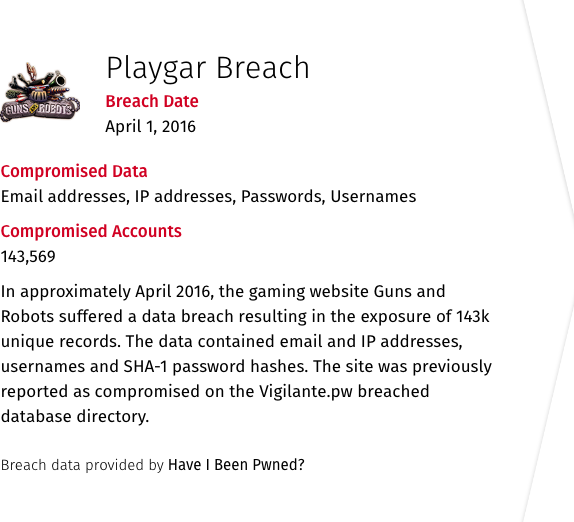 Playgar Breach
GUNS AND ROBOTS
Breach Date
April 1, 2016
Compromised Data
Email addresses, IP addresses, Passwords, Usernames
Compromised Accounts
143,569
In approximately April 2016, the gaming website Guns and
Robots suffered a data breach resulting in the exposure of 143k
unique records. The data contained email and IP addresses,
usernames and SHA-1 password hashes. The site was previously
reported as compromised on the Vigilante.pw breached
database directory.
Breach data provided by Have I Been Pwned?